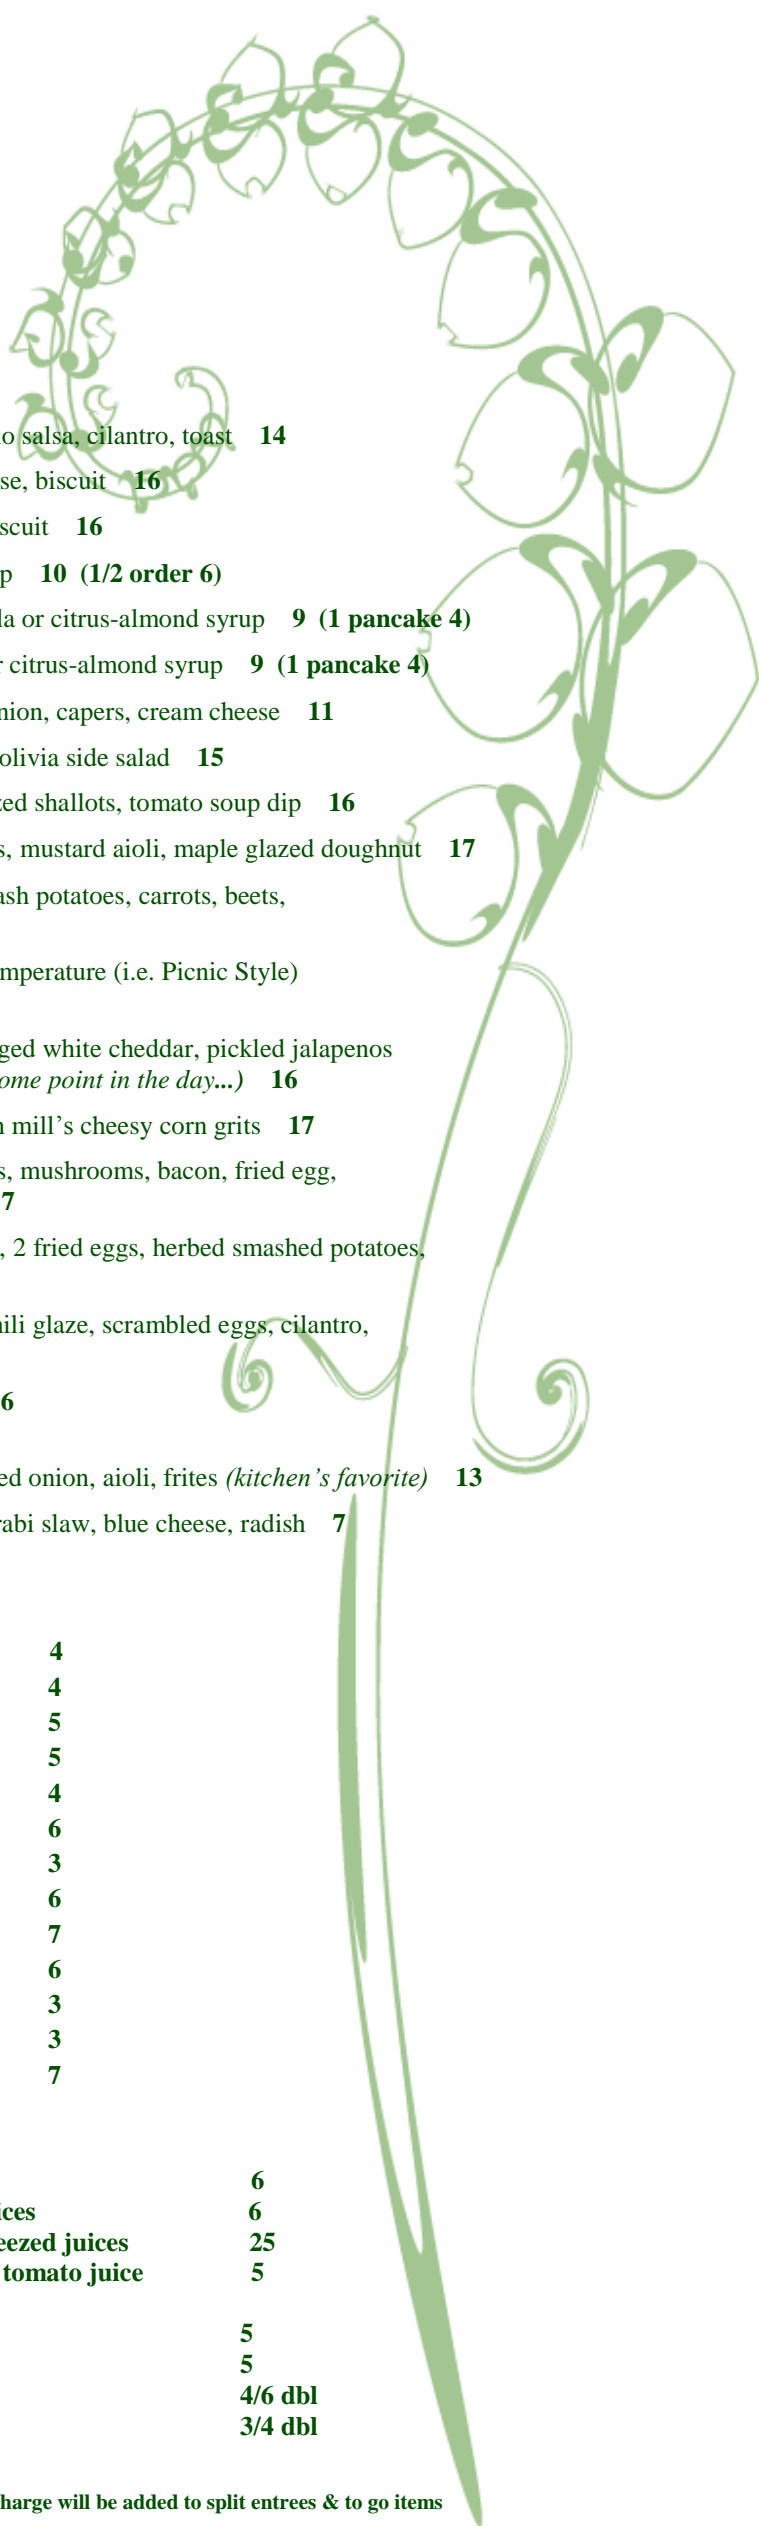 o salsa, cilantro, toast 14
se, biscuit 16
scuit 16
p 10 (1/2 order 6)
la or citrus-almond syrup 9 (1 pancake 4)
r citrus-almond syrup 9 (1 pancake 4)
nion, capers, cream cheese 11
olivia side salad 15
zed shallots, tomato soup dip 16
s, mustard aioli, maple glazed doughnut 17
ash potatoes, carrots, beets,
mperature (i.e. Picnic Style)
ged white cheddar, pickled jalapenos
ome point in the day...) 16
n mill's cheesy corn grits 17
s, mushrooms, bacon, fried egg,
7
, 2 fried eggs, herbed smashed potatoes,
hili glaze, scrambled eggs, cilantro,
6
ed onion, aioli, frites (kitchen's favorite) 13
rabi slaw, blue cheese, radish 7
4
4
5
5
4
6
3
6
7
6
3
3
7
6
ices 6
eezed juices 25
tomato juice 5
5
5
4/6 dbl
3/4 dbl
harge will be added to split entrees & to go items